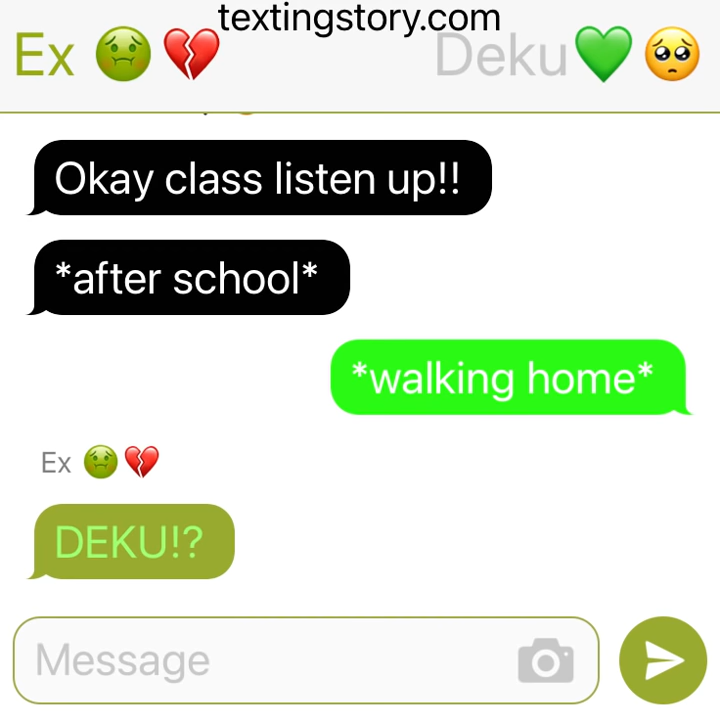 textingstory.com
Ex 🤢💔 Deku💚🥺
Okay class listen up!!
*after school*
*walking home*
Ex 🤢💔
DEKU!?
Message